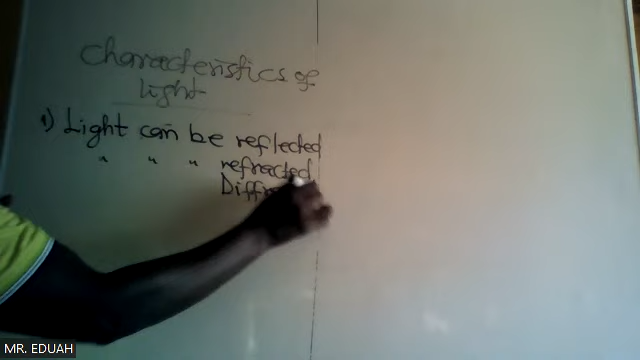 characteristics of
light
1) Light can be reflected
" " " refracted
MR. EDUAH